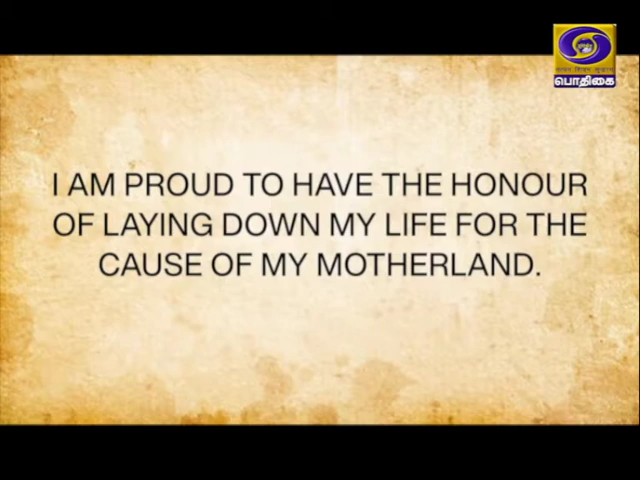 பொதிகை
I AM PROUD TO HAVE THE HONOUR
OF LAYING DOWN MY LIFE FOR THE
CAUSE OF MY MOTHERLAND.